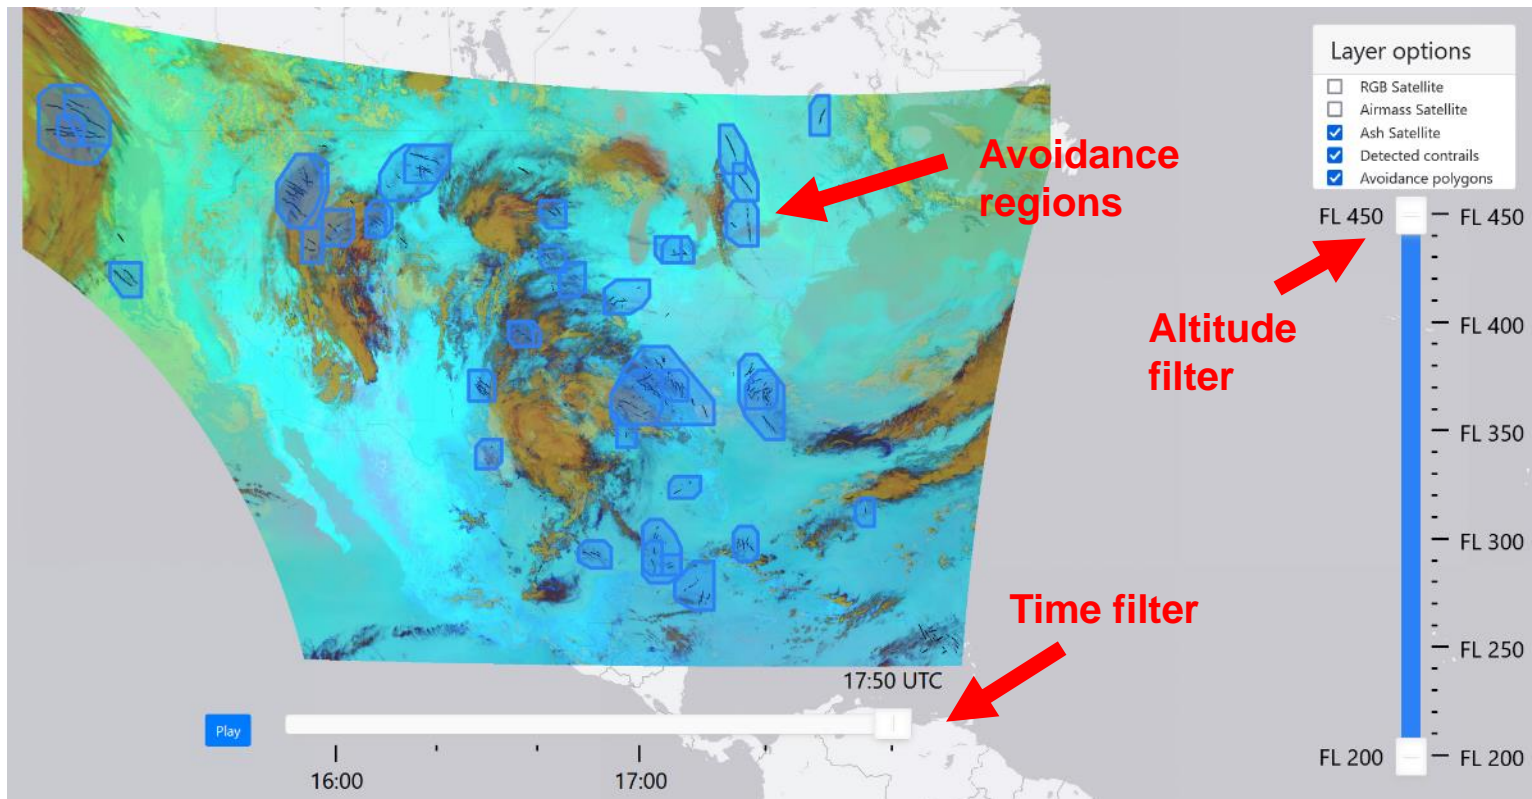 Layer options
RGB Satellite
Airmass Satellite
Ash Satellite
Detected contrails
Avoidance polygons
Avoidance
regions
FL 450
FL 450
Altitude
filter
FL 400
FL 350
FL 300
Time filter
FL 250
17:50 UTC
Play
FL 200
FL 200
16:00
17:00